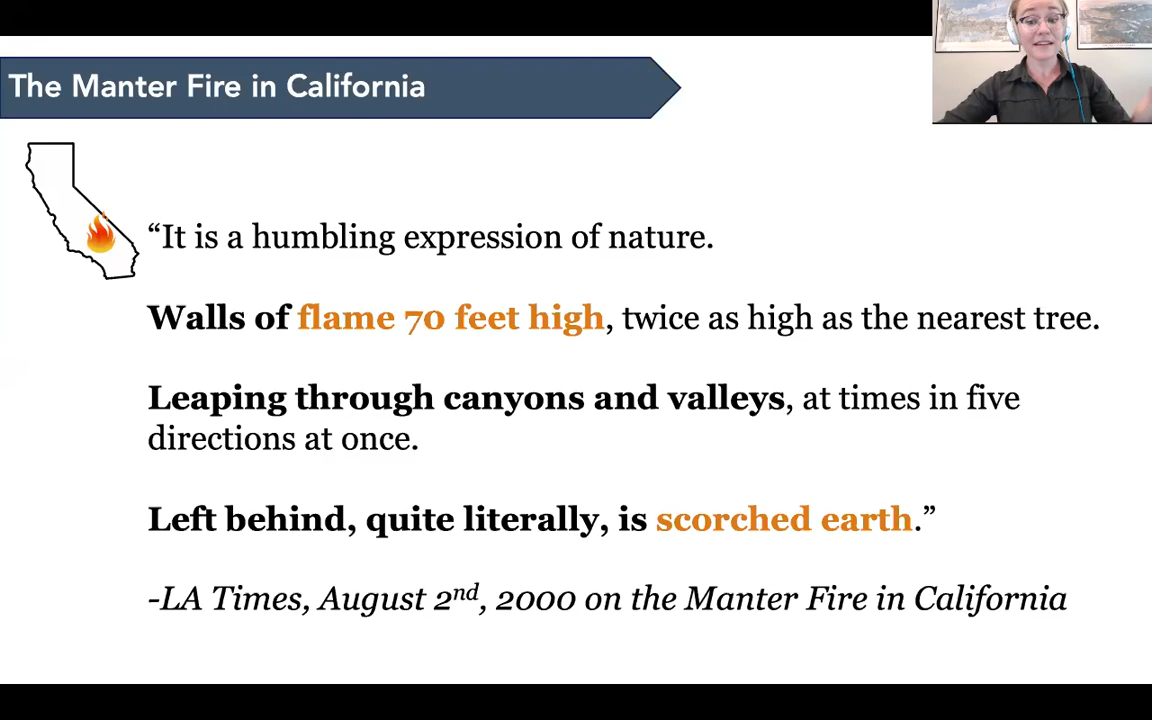 The Manter Fire in California
“It is a humbling expression of nature.
Walls of flame 70 feet high, twice as high as the nearest tree.
Leaping through canyons and valleys, at times in five
directions at once.
Left behind, quite literally, is scorched earth.”
-LA Times, August 2nd, 2000 on the Manter Fire in California